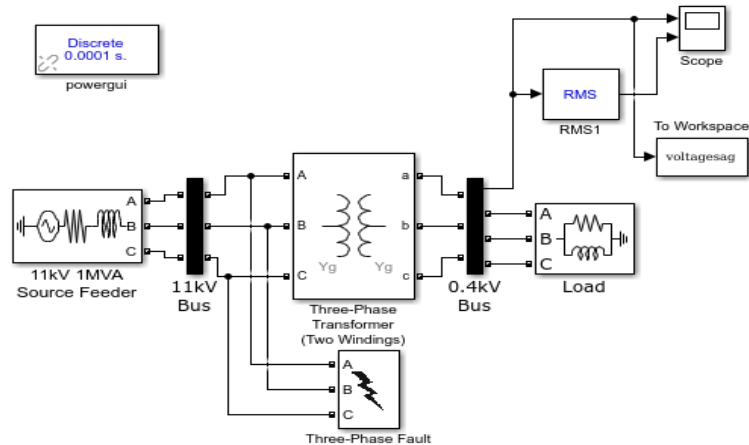 Discrete
0.0001 s.
powergui
Scope
RMS
RMS1
To Workspace
voltagesag
A
B
C
11kV 1MVA
Source Feeder
11kV
Bus
A
B
C
Yg
Yg
a
b
c
Three-Phase
Transformer
(Two Windings)
0.4kV
Bus
A
B
C
Load
A
B
C
Three-Phase Fault